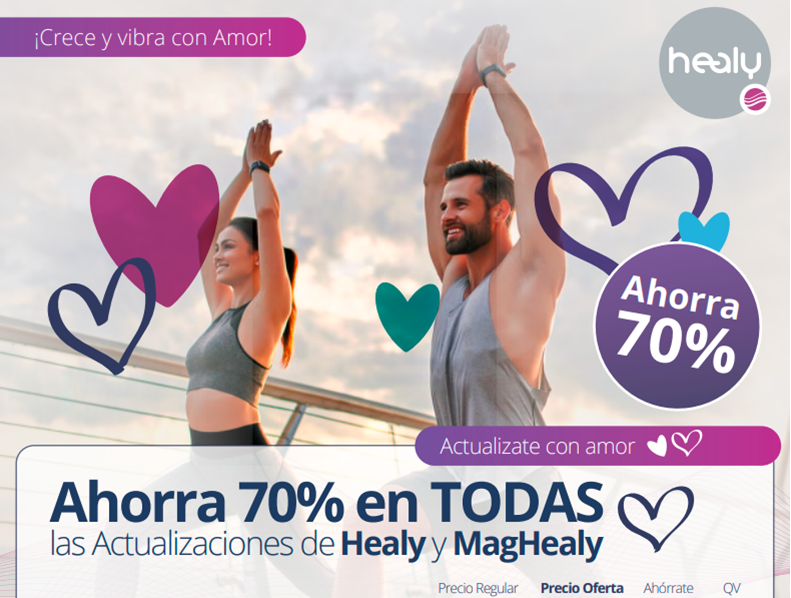 ¡Crece y vibra con Amor!
healy
Ahorra
70%
Actualizate con amor
Ahorra 70% en TODAS
las Actualizaciones de Healy y MagHealy
Precio Regular Precio Oferta Ahórrate QV